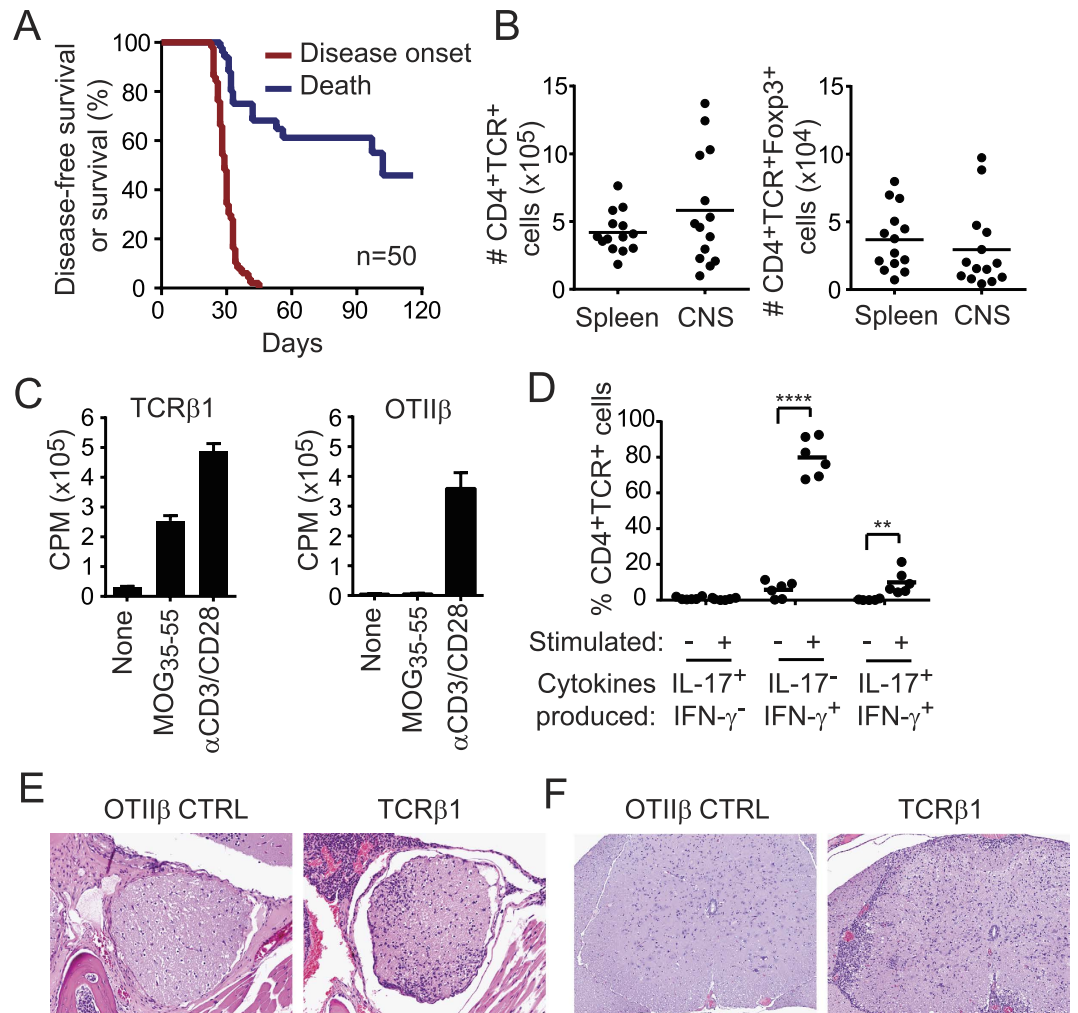 A
Disease-free survival
or survival (%)
100
80
60
40
20
0
Disease onset
Death
n=50
0 30 60 90 120
Days
B
# CD4+TCR+
cells (x10⁵)
15
10
5
0
Spleen CNS
# CD4+TCR+Foxp3+
cells (x10⁴)
15
10
5
0
Spleen CNS
C
TCRβ1
CPM (x10⁵)
6
5
4
3
2
1
0
None
MOG35-55
αCD3/CD28
OTIIβ
CPM (x10⁵)
6
5
4
3
2
1
0
None
MOG35-55
αCD3/CD28
D
% CD4+TCR+ cells
100
80
60
40
20
0
****
**
Stimulated: - + - + - +
Cytokines IL-17+ IL-17- IL-17+
produced: IFN-γ- IFN-γ+ IFN-γ+
E
OTIIβ CTRL TCRβ1
F
OTIIβ CTRL TCRβ1